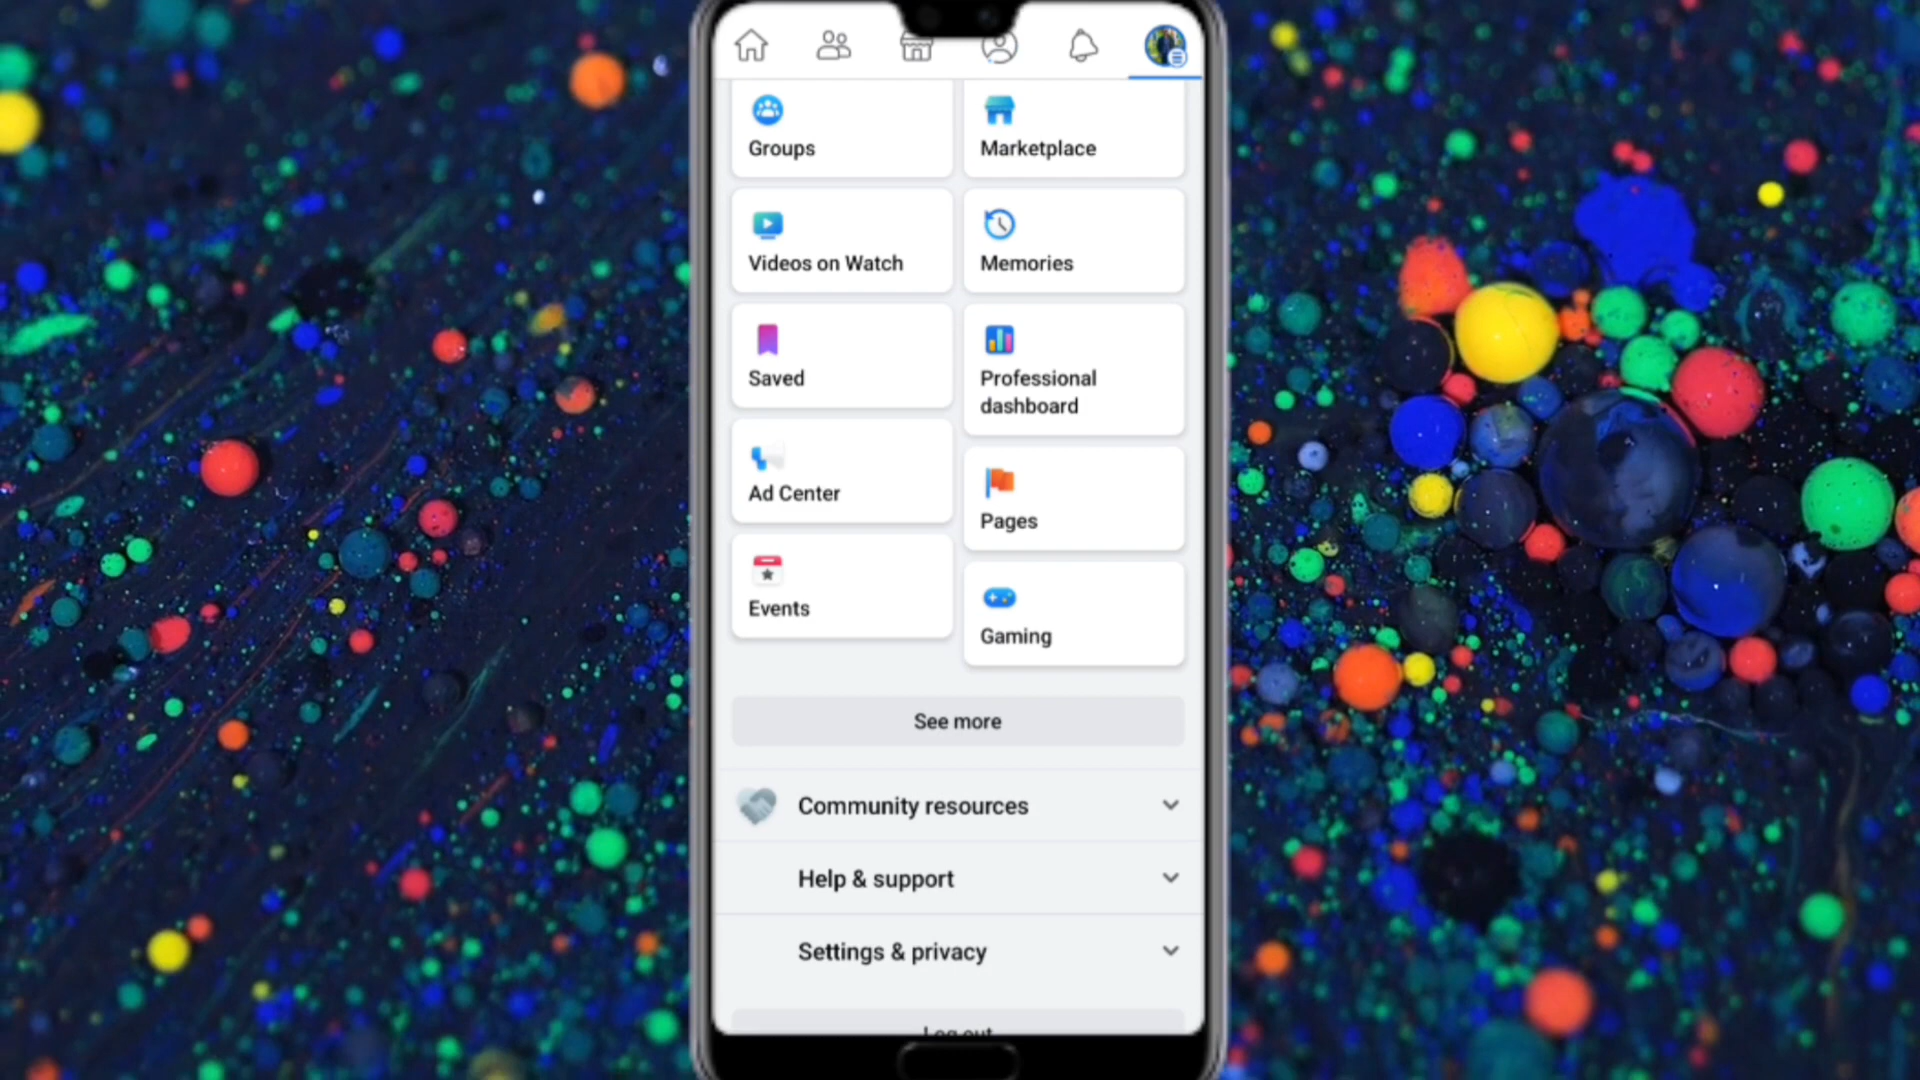 Groups
Marketplace
Videos on Watch
Memories
Saved
Professional
dashboard
Ad Center
Pages
Events
Gaming
See more
Community resources
Help & support
Settings & privacy
Log out